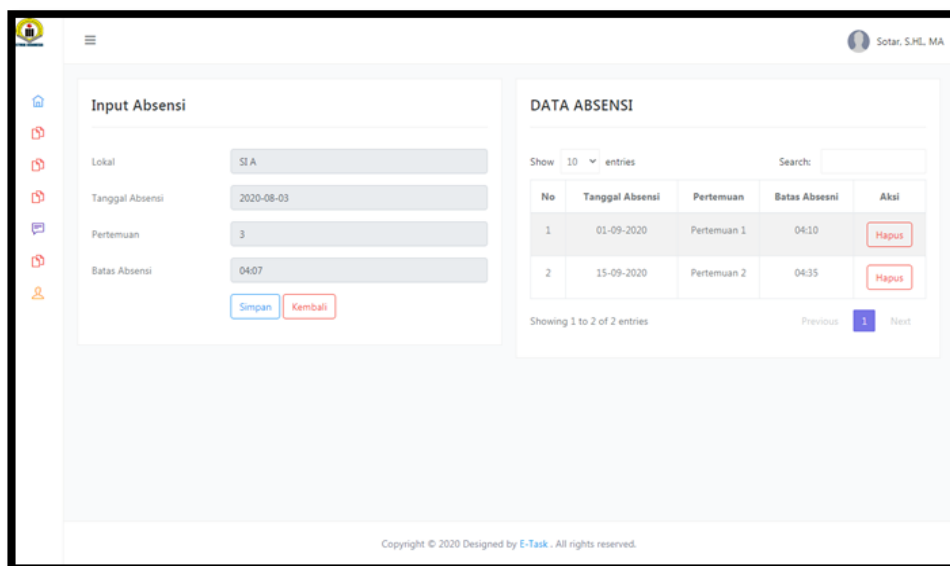 Sotar, S.HI., MA
Input Absensi
Lokal SI A
Tanggal Absensi 2020-08-03
Pertemuan 3
Batas Absensi 04:07
Simpan Kembali
DATA ABSENSI
Show 10 entries Search:
No Tanggal Absensi Pertemuan Batas Absesni Aksi
1 01-09-2020 Pertemuan 1 04:10 Hapus
2 15-09-2020 Pertemuan 2 04:35 Hapus
Showing 1 to 2 of 2 entries Previous 1 Next
Copyright © 2020 Designed by E-Task . All rights reserved.